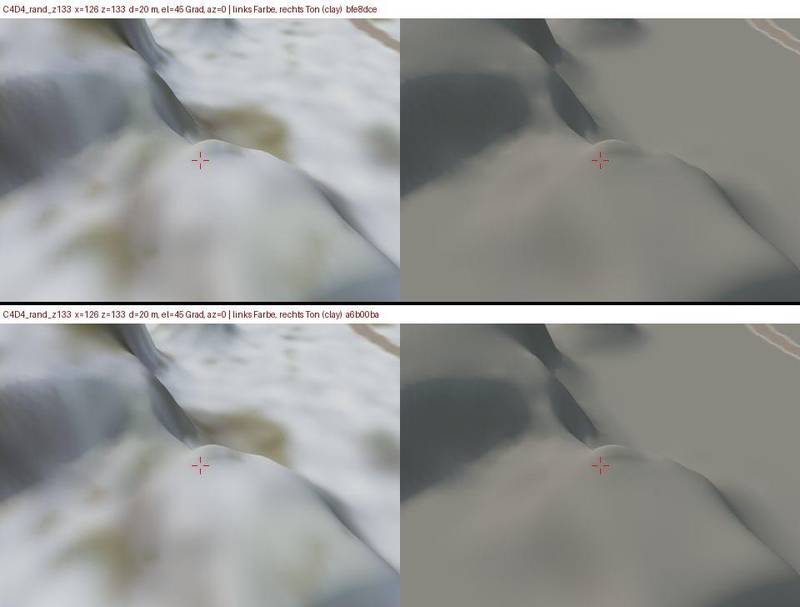 C4D4_rand_z133 x=126 z=133 d=20 m, el=45 Grad, az=0 | links Farbe, rechts Ton (clay) bfe8dce
C4D4_rand_z133 x=126 z=133 d=20 m, el=45 Grad, az=0 | links Farbe, rechts Ton (clay) a6b00ba